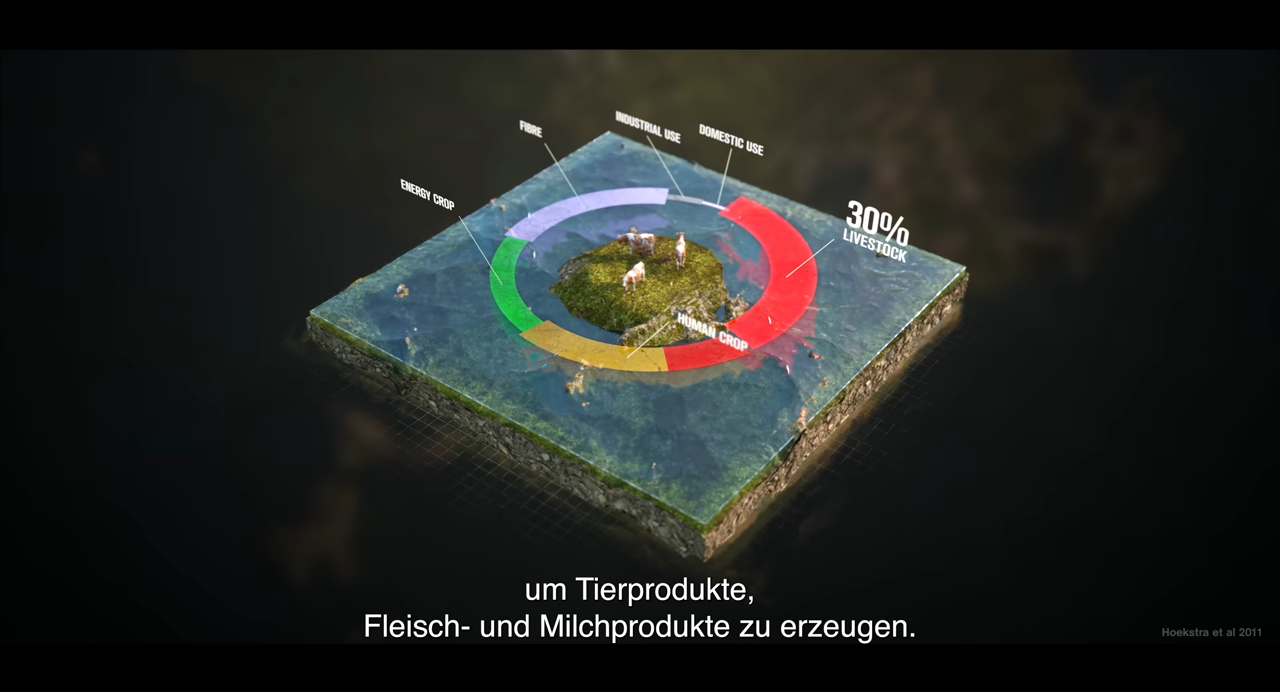 FIBRE
INDUSTRIAL USE
DOMESTIC USE
ENERGY CROP
30%
LIVESTOCK
HUMAN CROP
um Tierprodukte,
Fleisch- und Milchprodukte zu erzeugen.
Hoekstra et al 2011